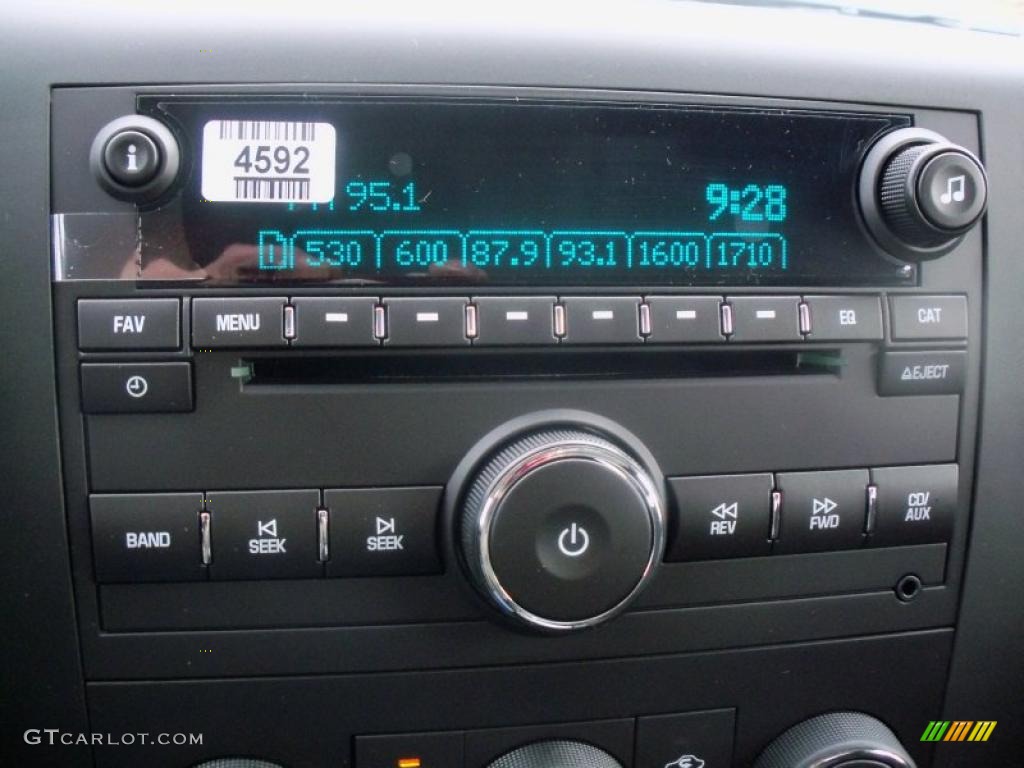 4592
95.1
9:28
1 530 600 87.9 93.1 1600 1710
FAV MENU EQ CAT
EJECT
BAND SEEK SEEK REV FWD CD/
AUX
GTCARLOT.COM